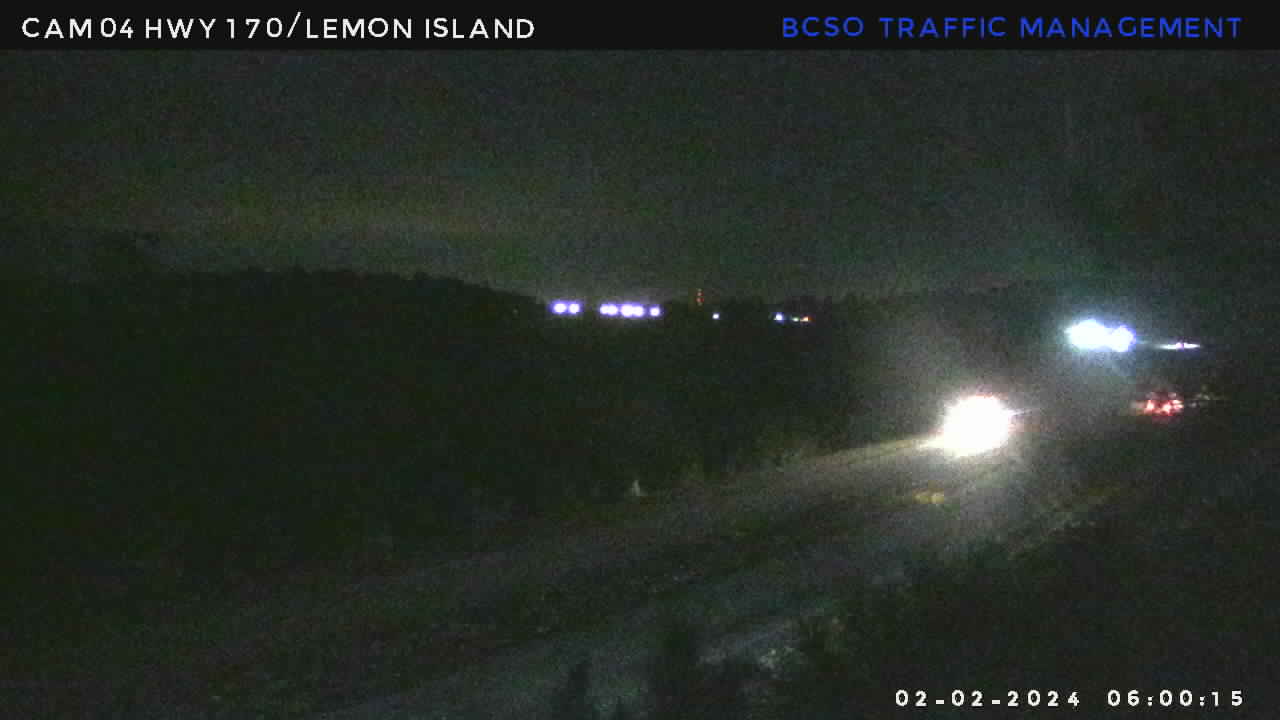 CAM04 HWY 170/LEMON ISLAND
BCSO TRAFFIC MANAGEMENT
02-02-2024 06:00:15